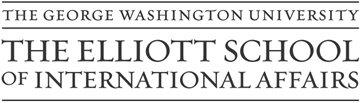 THE GEORGE WASHINGTON UNIVERSITY
THE ELLIOTT SCHOOL
OF INTERNATIONAL AFFAIRS